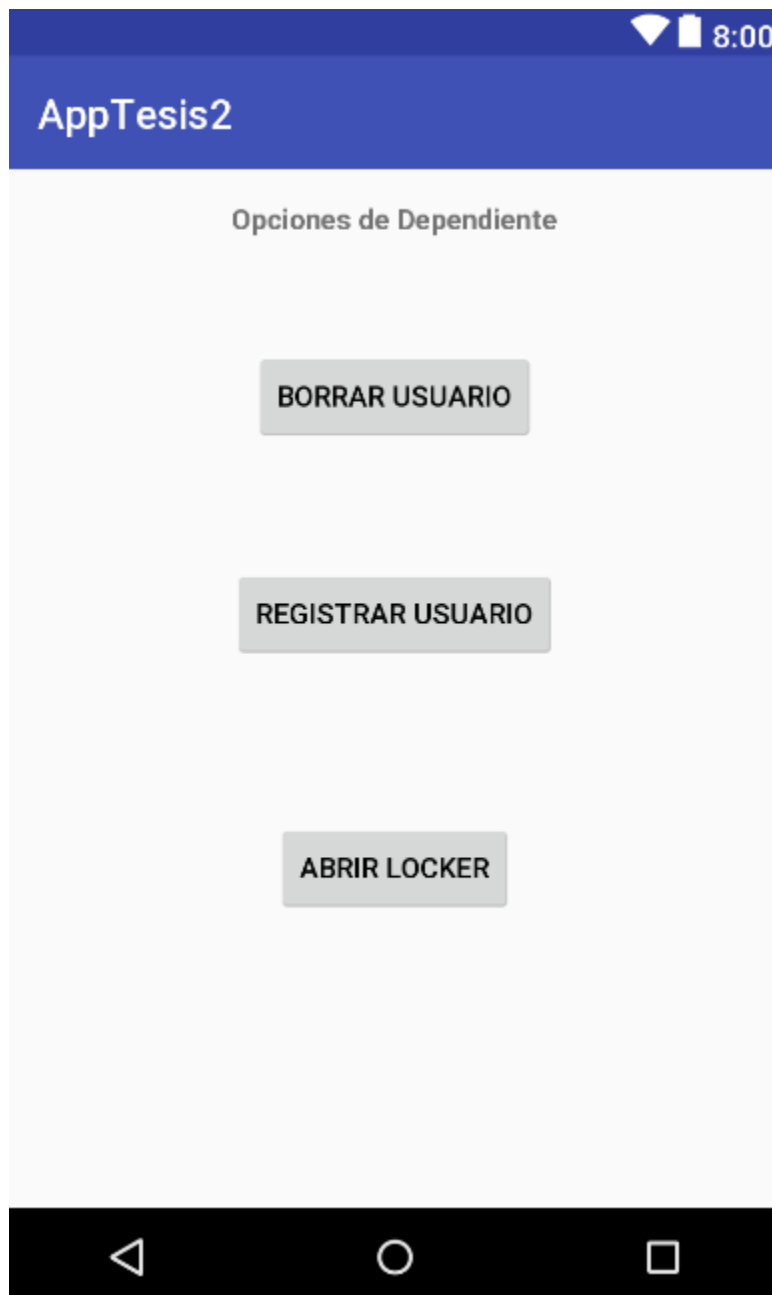 8:00
AppTesis2
Opciones de Dependiente
BORRAR USUARIO
REGISTRAR USUARIO
ABRIR LOCKER